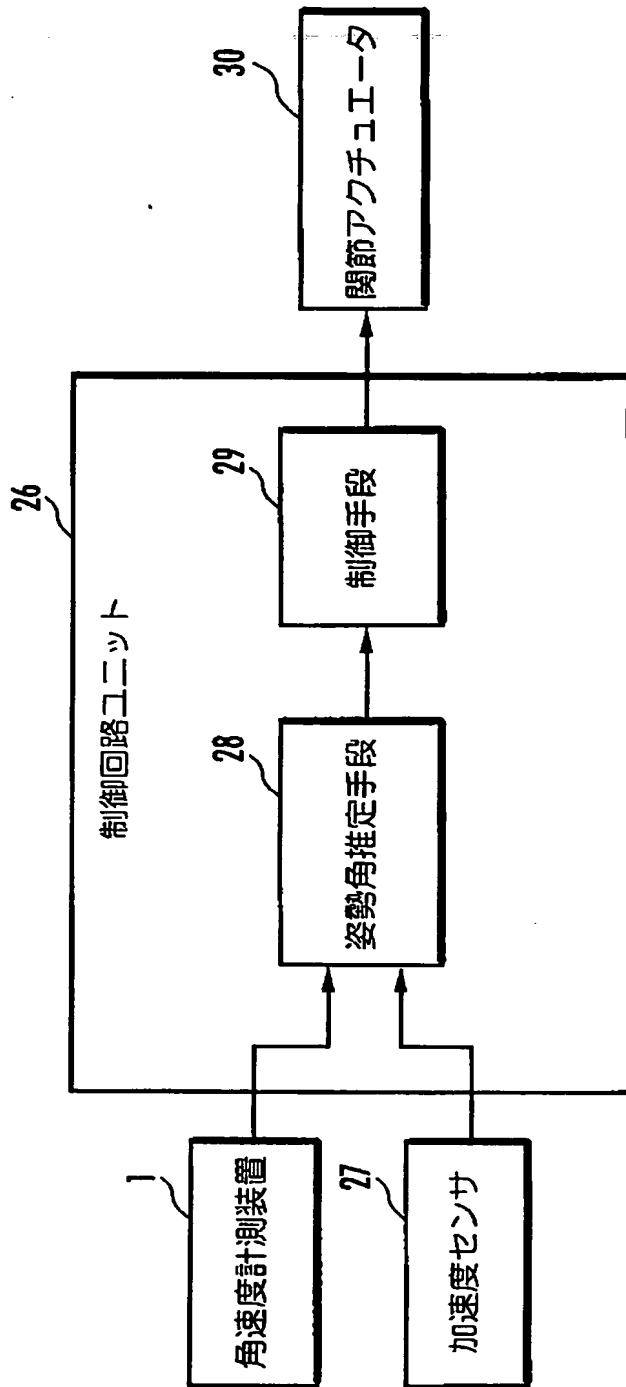 26
制御回路ユニット
1
角速度計測装置
27
加速度センサ
28
姿勢角推定手段
29
制御手段
30
関節アクチュエータ